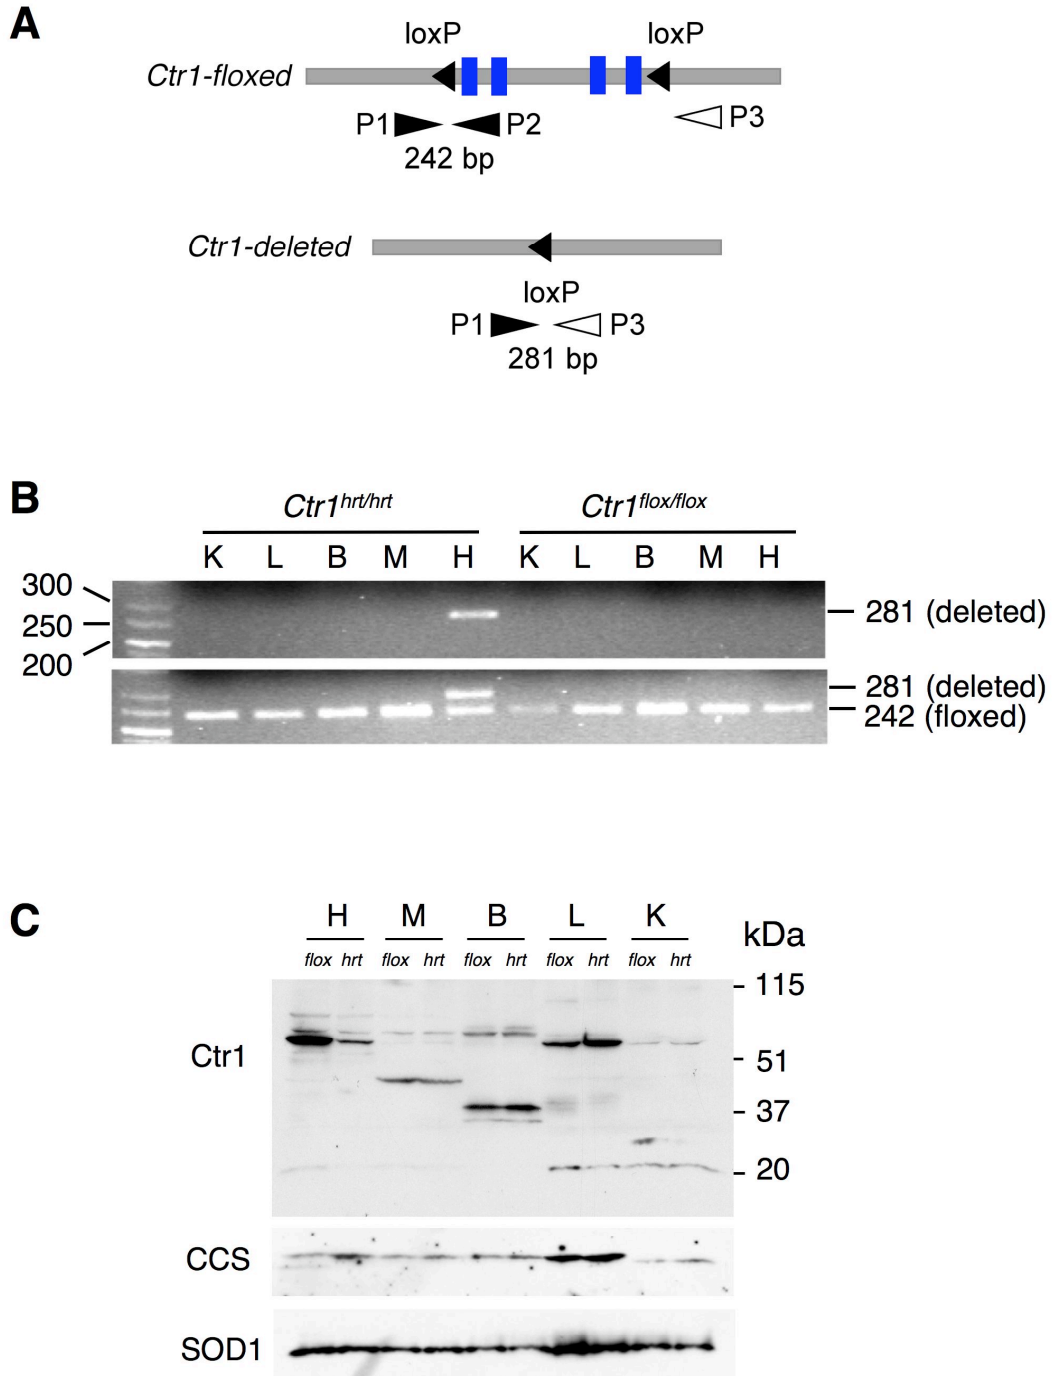 A
loxP loxP
Ctr1-floxed
P1 P2 P3
242 bp
Ctr1-deleted
loxP
P1 P3
281 bp
B
Ctr1hrt/hrt Ctr1flox/flox
K L B M H K L B M H
300
250
200
281 (deleted)
281 (deleted)
242 (floxed)
C
H M B L K
kDa
flox hrt flox hrt flox hrt flox hrt flox hrt
115
Ctr1
51
37
20
CCS
SOD1